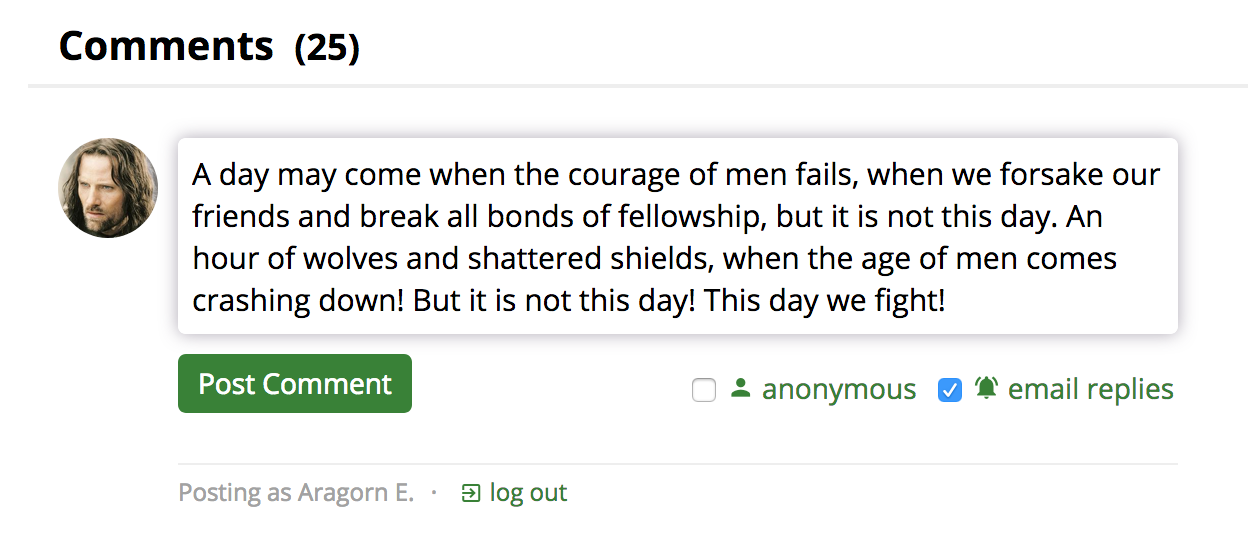 Comments (25)
A day may come when the courage of men fails, when we forsake our
friends and break all bonds of fellowship, but it is not this day. An
hour of wolves and shattered shields, when the age of men comes
crashing down! But it is not this day! This day we fight!
Post Comment
anonymous
email replies
Posting as Aragorn E. · log out